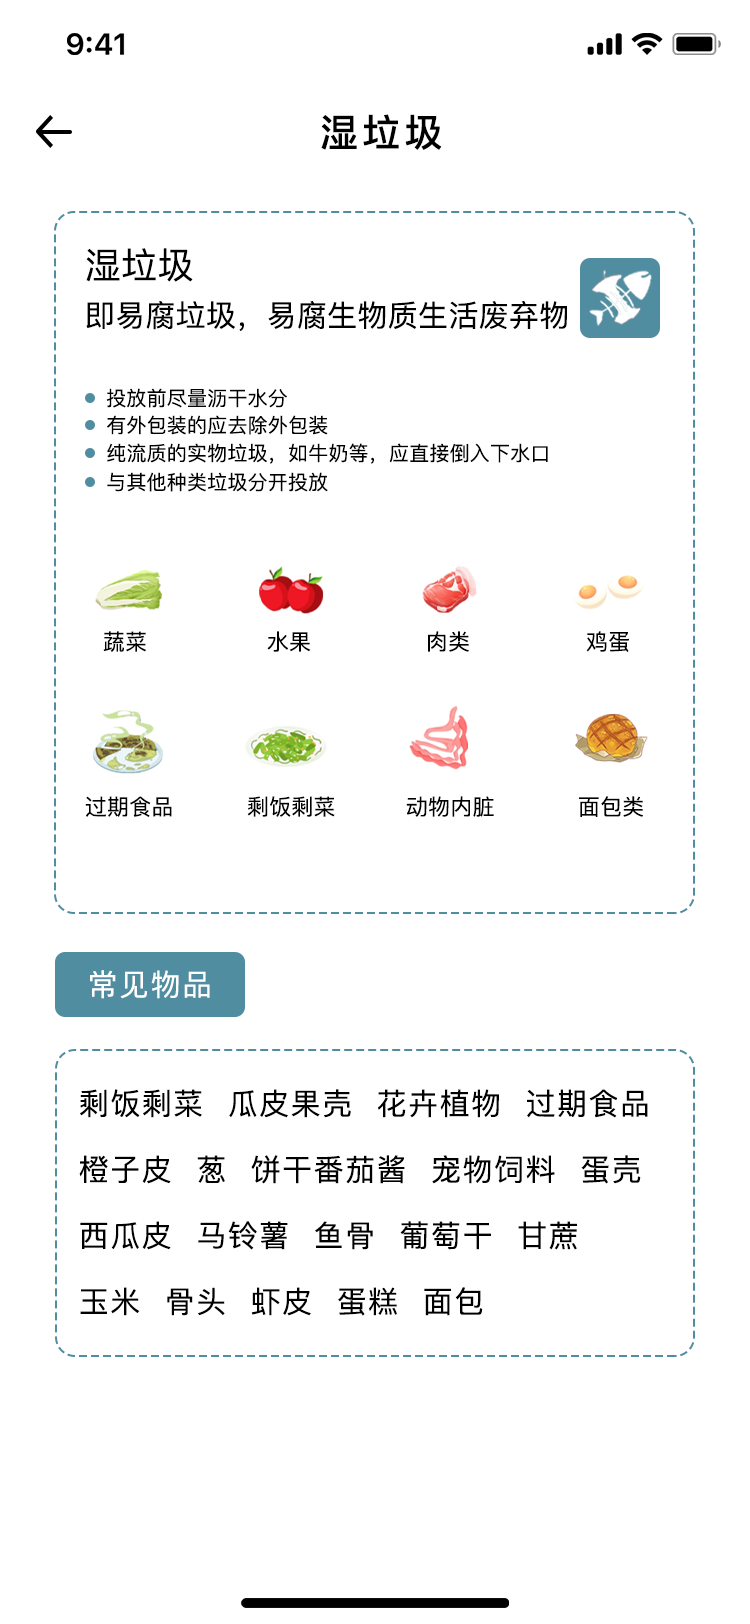 9:41
湿垃圾
湿垃圾
即易腐垃圾，易腐生物质生活废弃物
投放前尽量沥干水分
有外包装的应去除外包装
纯流质的实物垃圾，如牛奶等，应直接倒入下水口
与其他种类垃圾分开投放
蔬菜 水果 肉类 鸡蛋
过期食品 剩饭剩菜 动物内脏 面包类
常见物品
剩饭剩菜 瓜皮果壳 花卉植物 过期食品
橙子皮 葱 饼干番茄酱 宠物饲料 蛋壳
西瓜皮 马铃薯 鱼骨 葡萄干 甘蔗
玉米 骨头 虾皮 蛋糕 面包